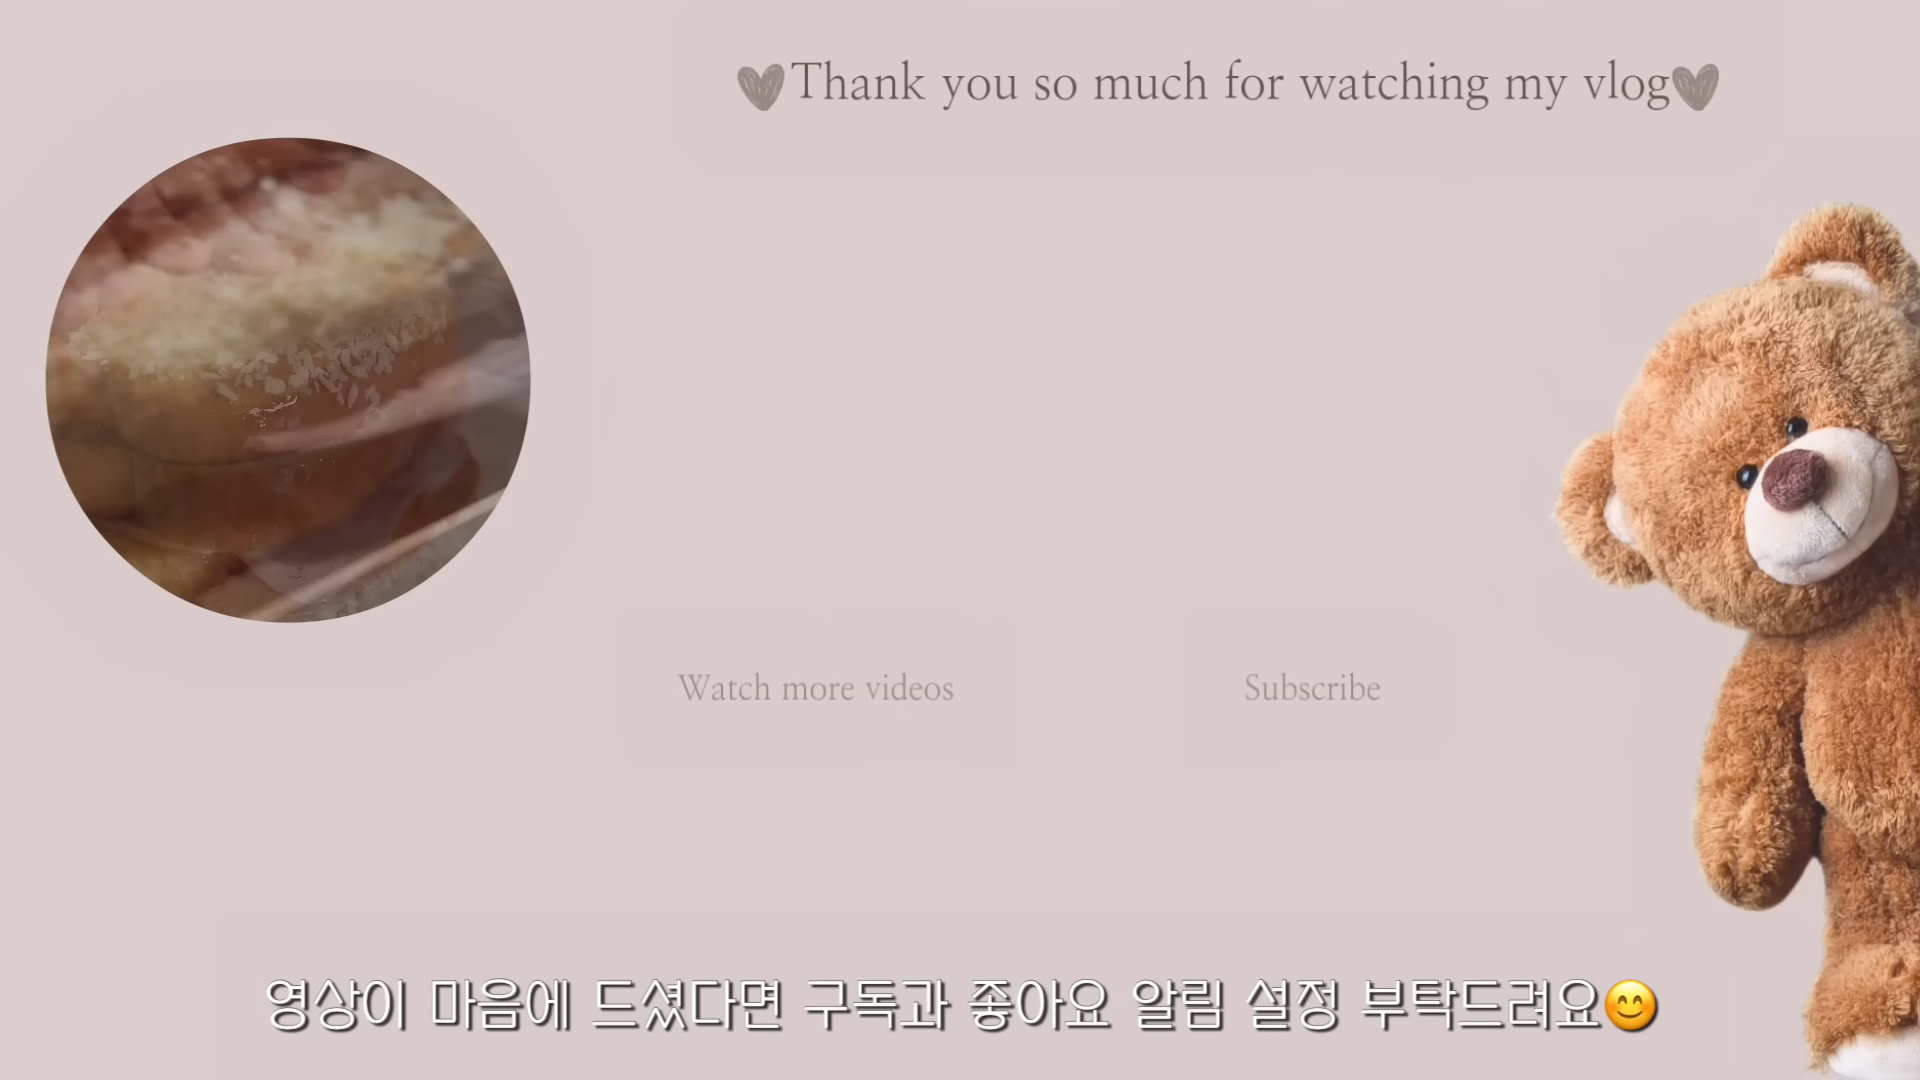 Thank you so much for watching my vlog
Watch more videos
Subscribe
영상이 마음에 드셨다면 구독과 좋아요 알림 설정 부탁드려요😊